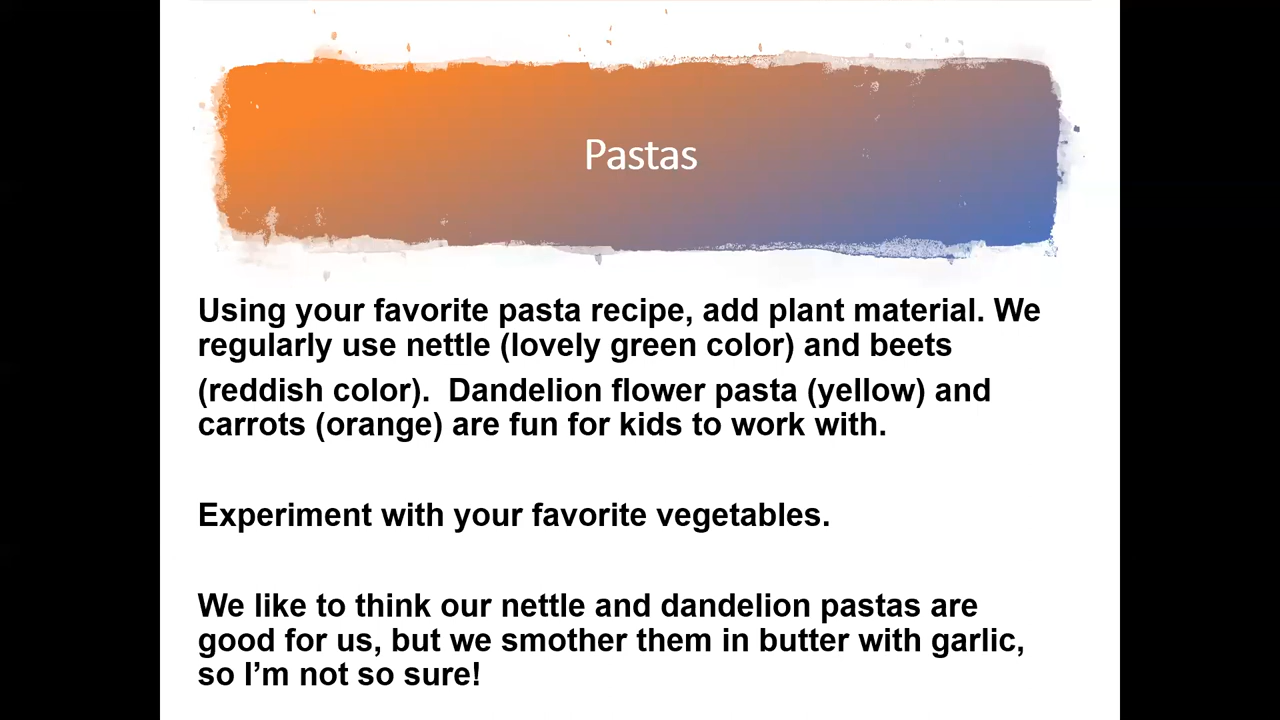 Pastas
Using your favorite pasta recipe, add plant material. We
regularly use nettle (lovely green color) and beets
(reddish color).  Dandelion flower pasta (yellow) and
carrots (orange) are fun for kids to work with.
Experiment with your favorite vegetables.
We like to think our nettle and dandelion pastas are
good for us, but we smother them in butter with garlic,
so I’m not so sure!